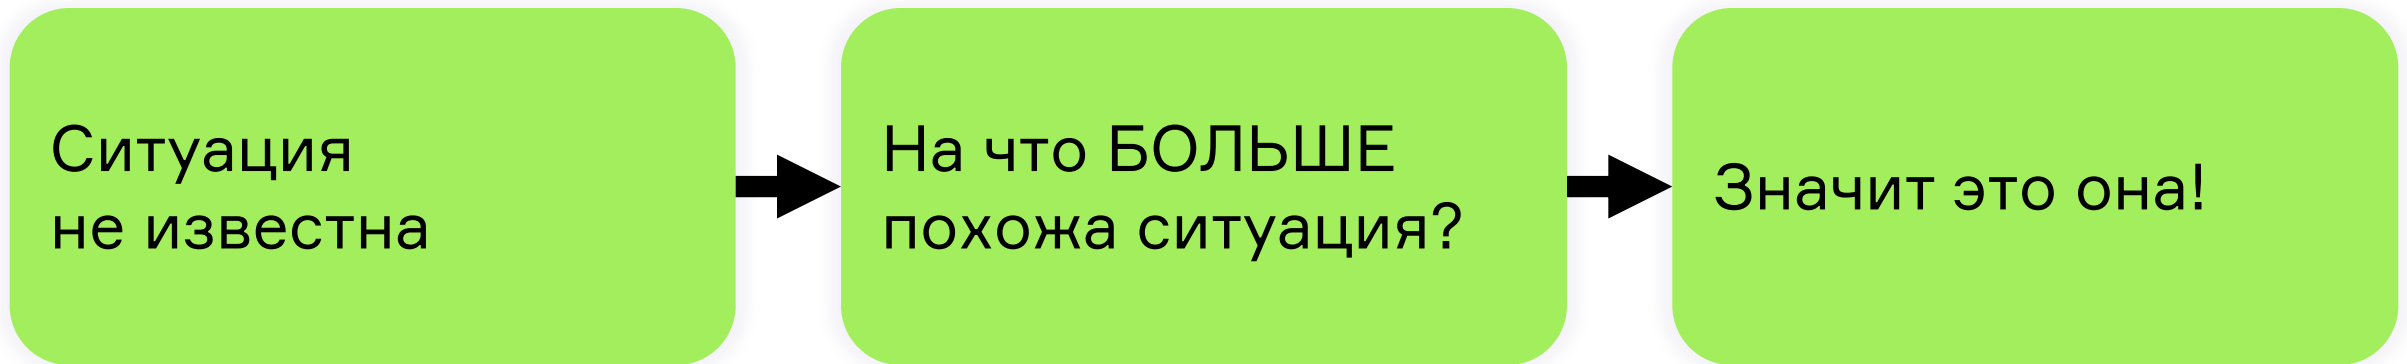 Ситуация
не известна
На что БОЛЬШЕ
похожа ситуация?
Значит это она!